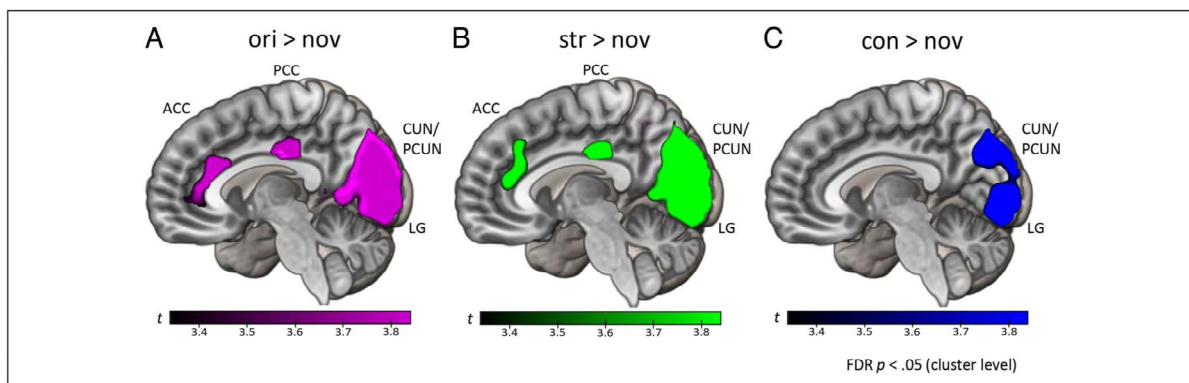 A ori > nov
PCC
ACC
CUN/
PCUN
LG
t 3.4 3.5 3.6 3.7 3.8
B str > nov
PCC
ACC
CUN/
PCUN
LG
t 3.4 3.5 3.6 3.7 3.8
C con > nov
CUN/
PCUN
LG
t 3.4 3.5 3.6 3.7 3.8
FDR p < .05 (cluster level)